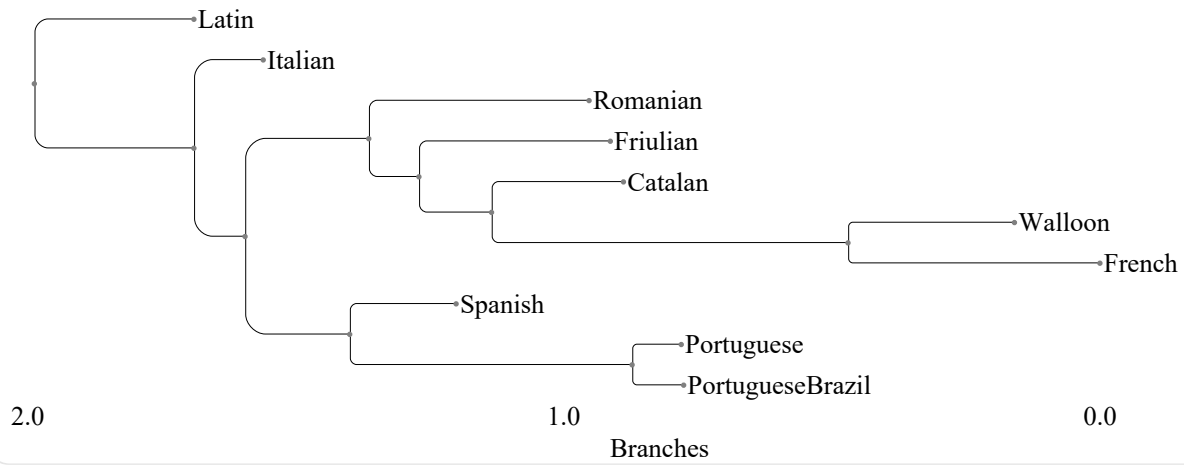 Latin
Italian
Romanian
Friulian
Catalan
Walloon
French
Spanish
Portuguese
PortugueseBrazil
2.0 1.0 0.0
Branches